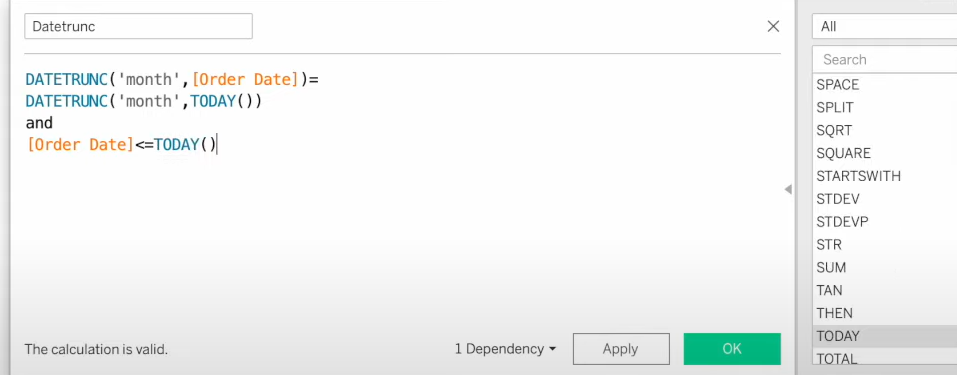 Datetrunc
DATETRUNC('month',[Order Date])=
DATETRUNC('month',TODAY())
and
[Order Date]<=TODAY()
The calculation is valid.
1 Dependency
Apply
OK
All
Search
SPACE
SPLIT
SQRT
SQUARE
STARTSWITH
STDEV
STDEVP
STR
SUM
TAN
THEN
TODAY
TOTAL